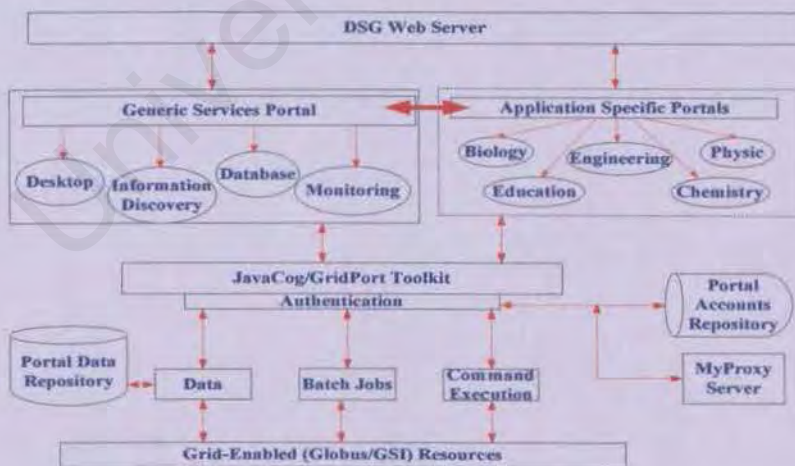 DSG Web Server
Generic Services Portal
Application Specific Portals
Desktop
Information
Discovery
Database
Monitoring
Biology
Education
Engineering
Chemistry
Physic
JavaCog/GridPort Toolkit
Authentication
Portal
Accounts
Repository
Portal Data
Repository
Data
Batch Jobs
Command
Execution
MyProxy
Server
Grid-Enabled (Globus/GSI) Resources